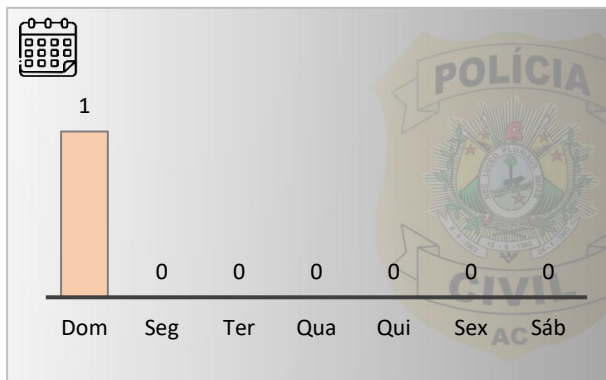 POLÍCIA
1
0 0 0 0 0 0
CIVIL
Dom Seg Ter Qua Qui Sex Sáb
AC